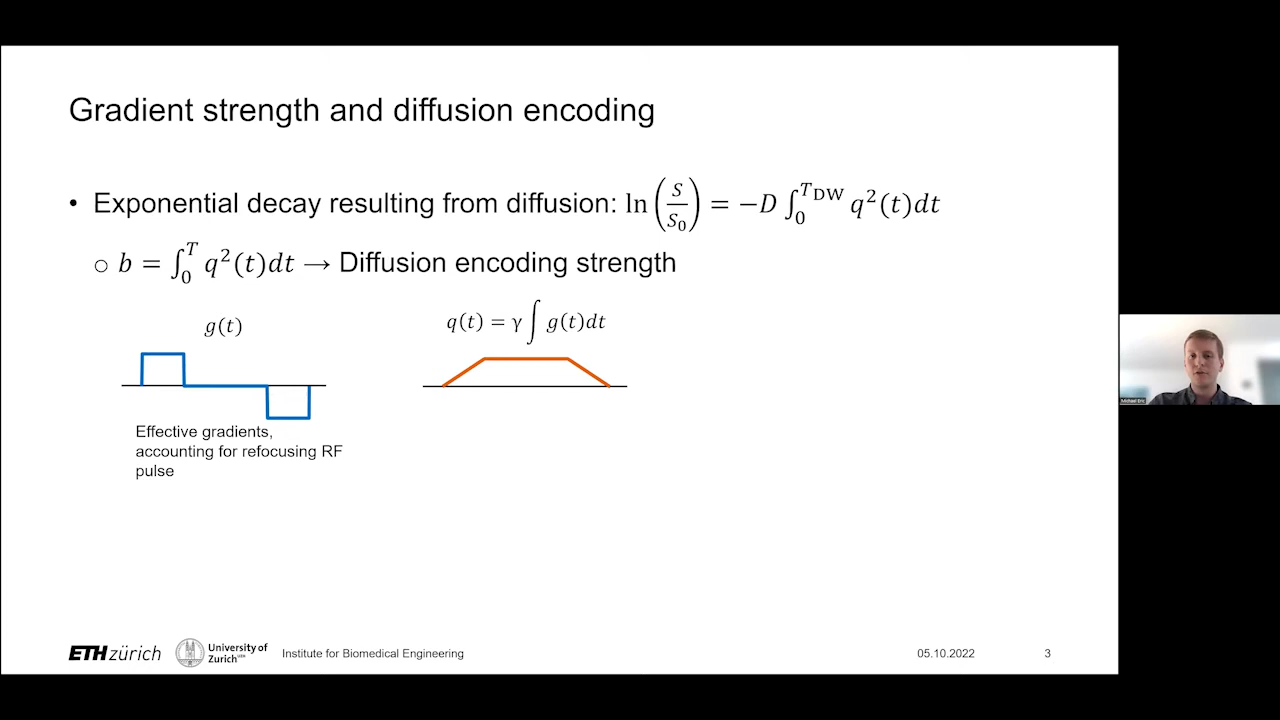 Gradient strength and diffusion encoding
• Exponential decay resulting from diffusion: ln(S/S₀) = −D ∫₀^T_DW q²(t)dt
○ b = ∫₀^T q²(t)dt → Diffusion encoding strength
g(t)
q(t) = γ ∫ g(t)dt
Effective gradients,
accounting for refocusing RF
pulse
ETH zürich
University of
Zurich
Institute for Biomedical Engineering
05.10.2022
3